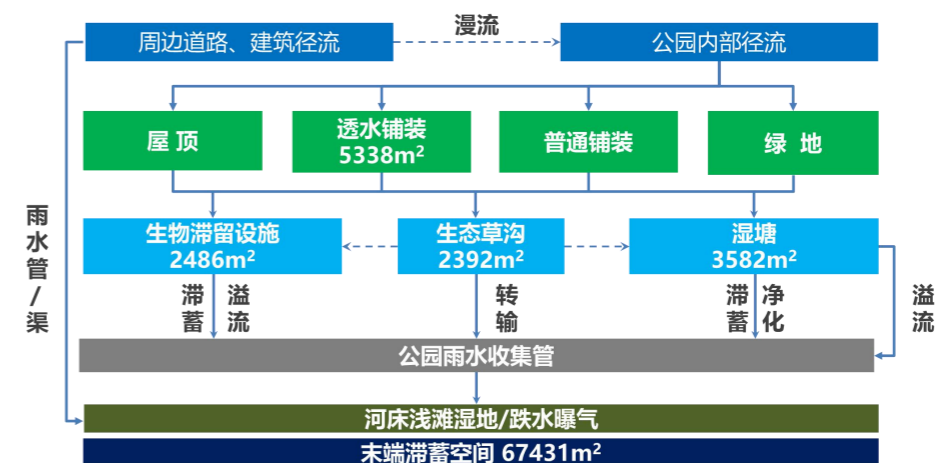 漫流
周边道路、建筑径流
公园内部径流
屋 顶
透水铺装
5338m²
普通铺装
绿 地
雨水管/渠
生物滞留设施
2486m²
生态草沟
2392m²
湿塘
3582m²
滞蓄
溢流
转输
滞蓄
净化
溢流
公园雨水收集管
河床浅滩湿地/跌水曝气
末端滞蓄空间 67431m²